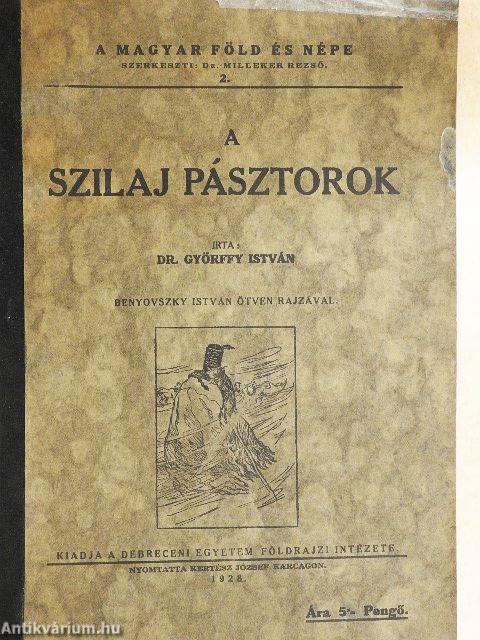 A MAGYAR FÖLD ÉS NÉPE
SZERKESZTI: DR. MILLEKER REZSŐ.
2.
A
SZILAJ PÁSZTOROK
IRTA:
DR. GYÖRFFY ISTVÁN
BENYOVSZKY ISTVÁN ÖTVEN RAJZÁVAL.
KIADJA A DEBRECENI EGYETEM FÖLDRAJZI INTÉZETE.
NYOMTATTA KERTÉSZ JÓZSEF KARCAGON.
1928.
Ára 5·- Pengő.
Antikvárium.hu